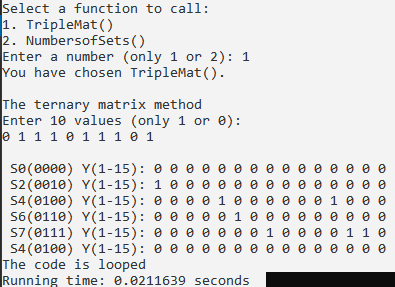 Select a function to call:
1. TripleMat()
2. NumbersofSets()
Enter a number (only 1 or 2): 1
You have chosen TripleMat().
The ternary matrix method
Enter 10 values (only 1 or 0):
0 1 1 1 0 1 1 1 0 1
S0(0000) Y(1-15): 0 0 0 0 0 0 0 0 0 0 0 0 0 0 0
S2(0010) Y(1-15): 1 0 0 0 0 0 0 0 0 0 0 0 0 0 0
S4(0100) Y(1-15): 0 0 0 0 1 0 0 0 0 0 0 1 0 0 0
S6(0110) Y(1-15): 0 0 0 0 0 1 0 0 0 0 0 0 0 0 0
S7(0111) Y(1-15): 0 0 0 0 0 0 0 1 0 0 0 0 1 1 0
S4(0100) Y(1-15): 0 0 0 0 0 0 0 0 0 0 0 0 0 0 0
The code is looped
Running time: 0.0211639 seconds